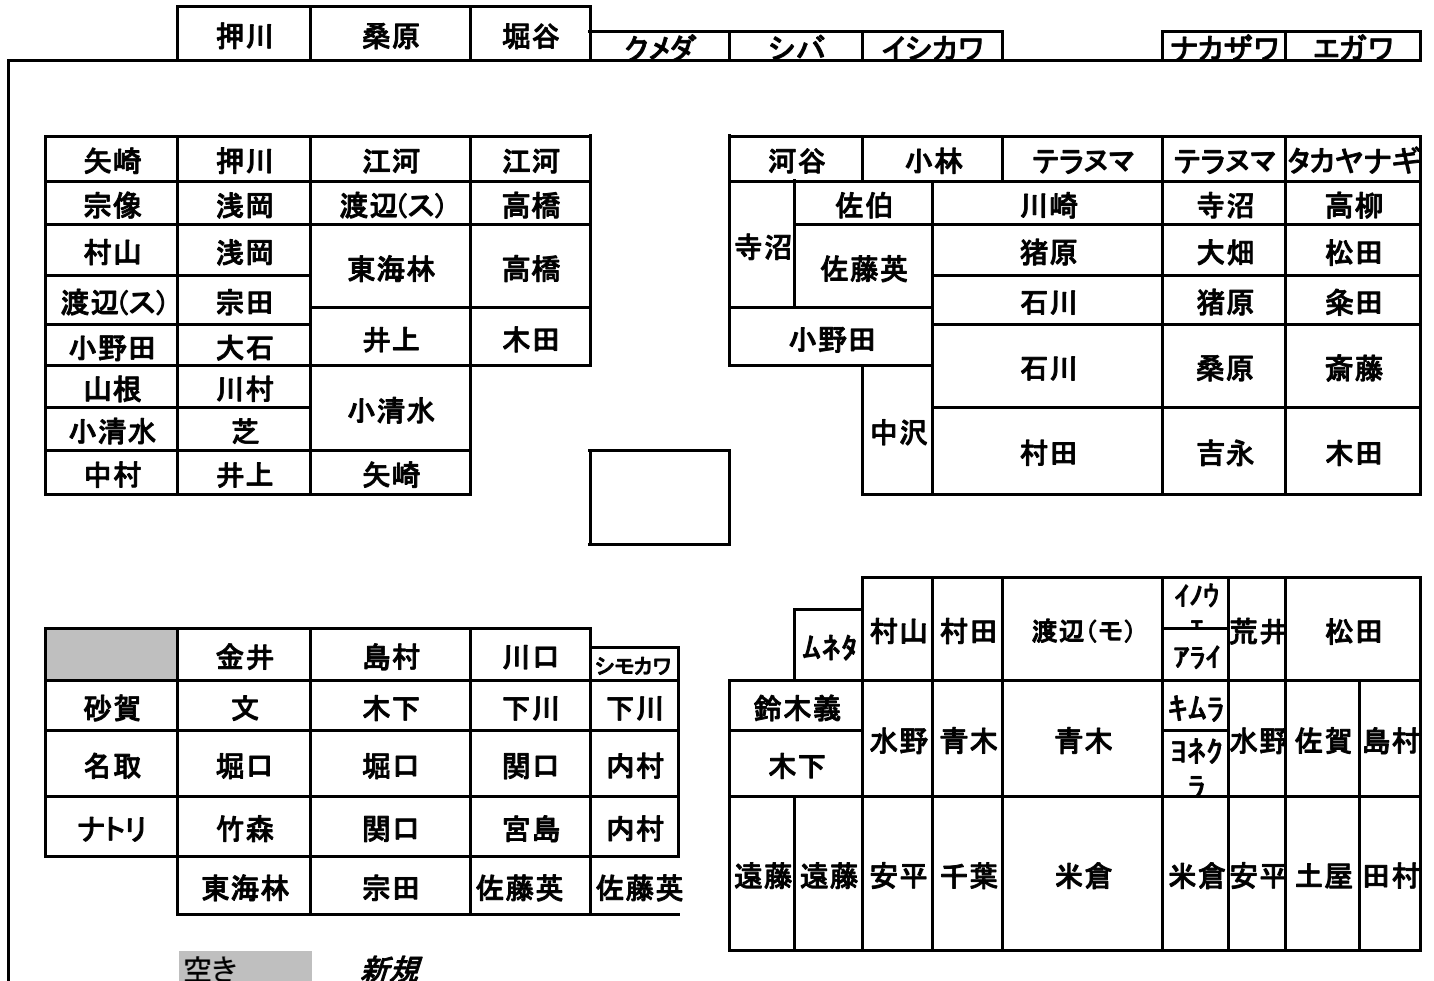 押川 桑原 堀谷
クメダ シバ イシカワ ナカザワ エガワ
矢崎 押川 江河 江河 河谷 小林 テラヌマ テラヌマ タカヤナギ
宗像 浅岡 渡辺(ス) 高橋 佐伯 川崎 寺沼 高柳
寺沼
村山 浅岡 東海林 高橋 佐藤英 猪原 大畑 松田
渡辺(ス) 宗田 石川 猪原 粂田
小野田 大石 井上 木田 小野田
山根 川村 小清水 石川 桑原 斎藤
小清水 芝 中沢
中村 井上 矢崎 村田 吉永 木田
イノウエ
ムネタ 村山 村田 渡辺(モ) 荒井 松田
金井 島村 川口 シモカワ アライ
砂賀 文 木下 下川 下川 鈴木義 キムラ
水野 青木 青木 水野 佐賀 島村
名取 堀口 堀口 関口 内村 木下 ヨネク
ラ
ナトリ 竹森 関口 宮島 内村
東海林 宗田 佐藤英 佐藤英 遠藤 遠藤 安平 千葉 米倉 米倉 安平 土屋 田村
空き 新規